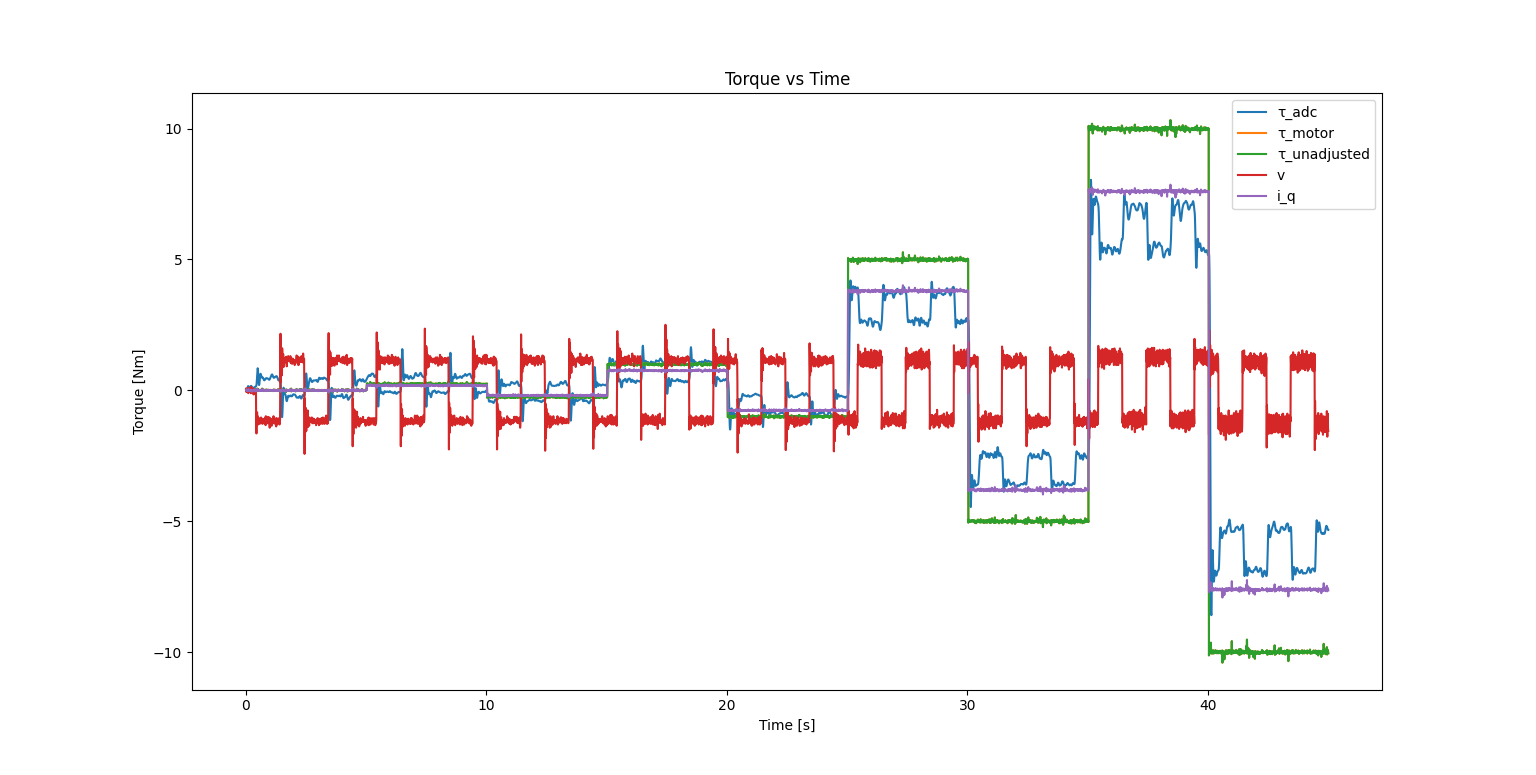 Torque vs Time
τ_adc
τ_motor
τ_unadjusted
v
i_q
Torque [Nm]
10
5
0
−5
−10
0
10
20
30
40
Time [s]